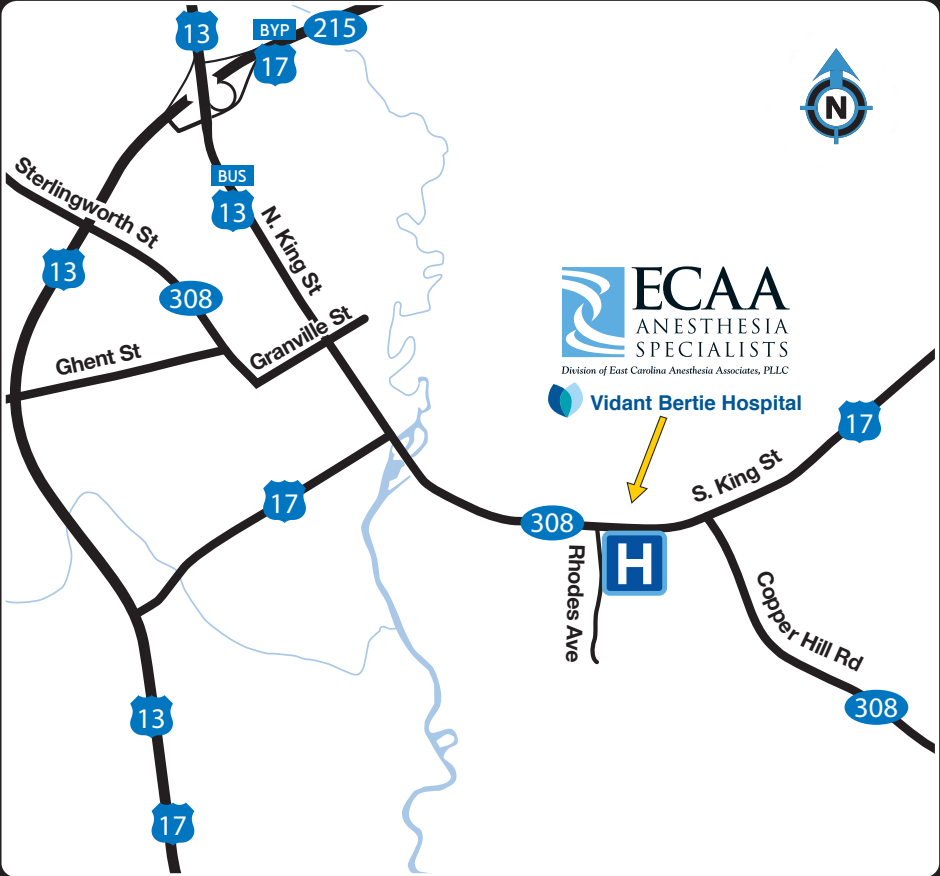 13
BYP
17
215
N
BUS
13
Sterlingworth St
N. King St
13
308
Granville St
Ghent St
ECAA
ANESTHESIA
SPECIALISTS
Division of East Carolina Anesthesia Associates, PLLC
Vidant Bertie Hospital
17
S. King St
17
308
H
Rhodes Ave
Copper Hill Rd
308
13
17